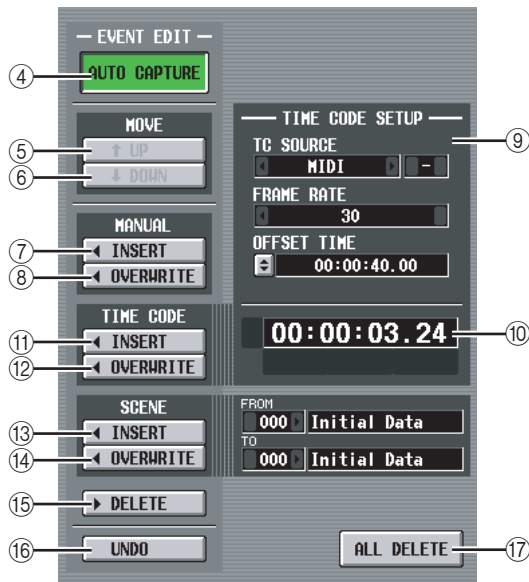 EVENT EDIT
④ AUTO CAPTURE
MOVE
⑤ ↑ UP
⑥ ↓ DOWN
MANUAL
⑦ INSERT
⑧ OVERWRITE
TIME CODE
⑪ INSERT
⑫ OVERWRITE
SCENE
⑬ INSERT
⑭ OVERWRITE
⑮ DELETE
⑯ UNDO
TIME CODE SETUP
⑨
TC SOURCE
MIDI -
FRAME RATE
30
OFFSET TIME
00:00:40.00
00:00:03.24 ⑩
FROM
000 Initial Data
TO
000 Initial Data
ALL DELETE ⑰